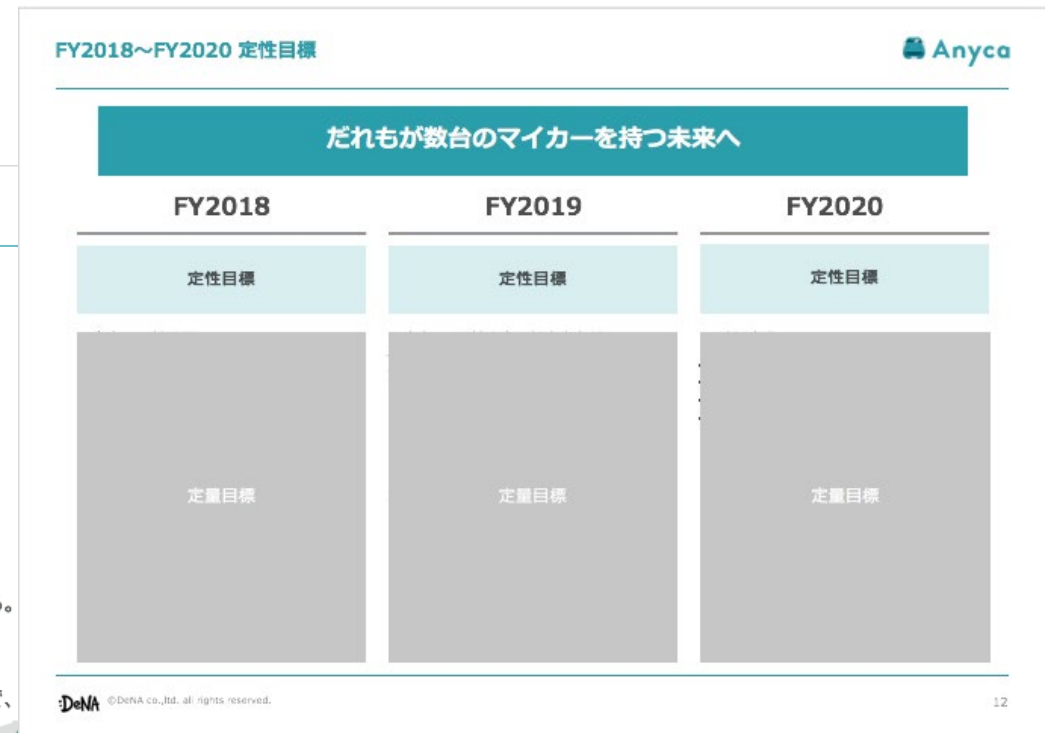 FY2018～FY2020 定性目標
Anyca
だれもが数台のマイカーを持つ未来へ
FY2018
FY2019
FY2020
定性目標
定性目標
定性目標
定量目標
定量目標
定量目標
る。
:DeNA ©DeNA co.,ltd. all rights reserved.
12